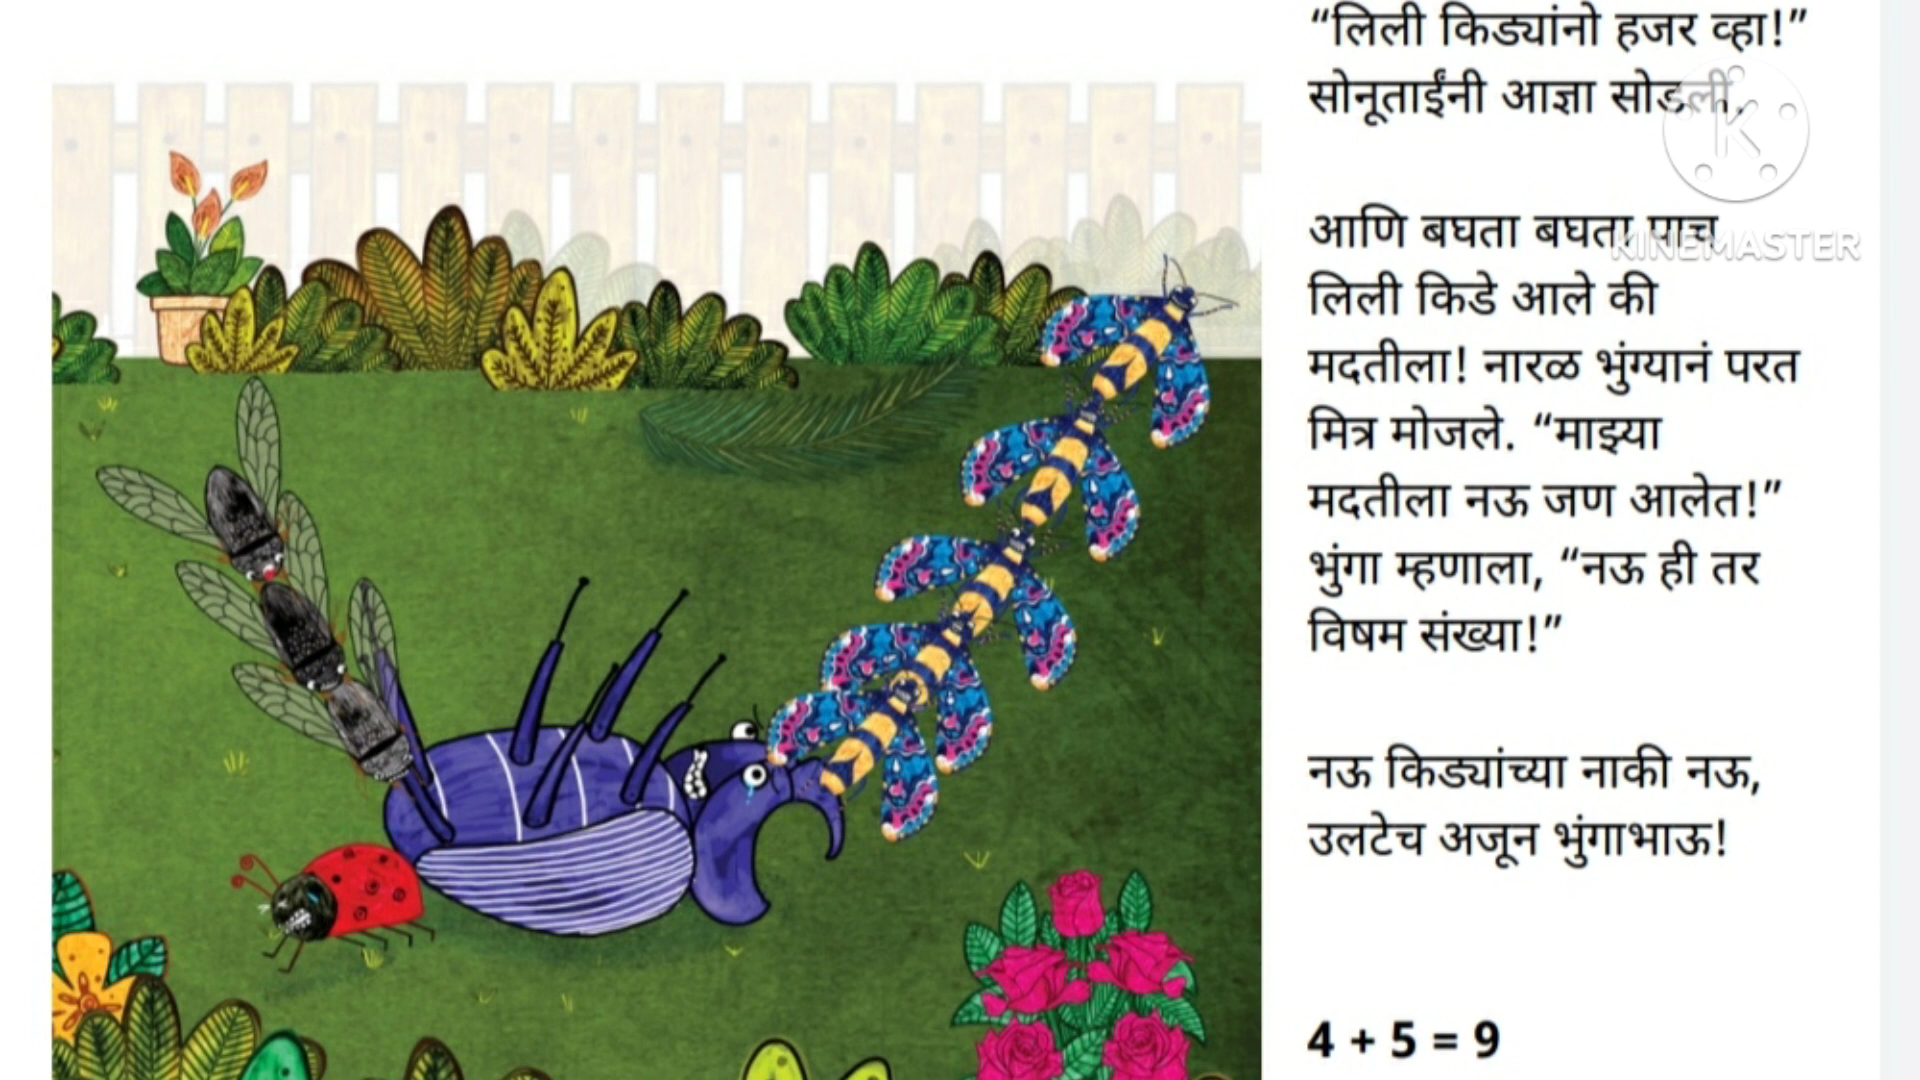 “लिली किड्यांनो हजर व्हा!”
सोनूताईंनी आज्ञा सोडली.
आणि बघता बघता पाच
लिली किडे आले की
मदतीला! नारळ भुंग्यानं परत
मित्र मोजले. “माझ्या
मदतीला नऊ जण आलेत!”
भुंगा म्हणाला, “नऊ ही तर
विषम संख्या!”
नऊ किड्यांच्या नाकी नऊ,
उलटेच अजून भुंगाभाऊ!
4 + 5 = 9
K
KINEMASTER